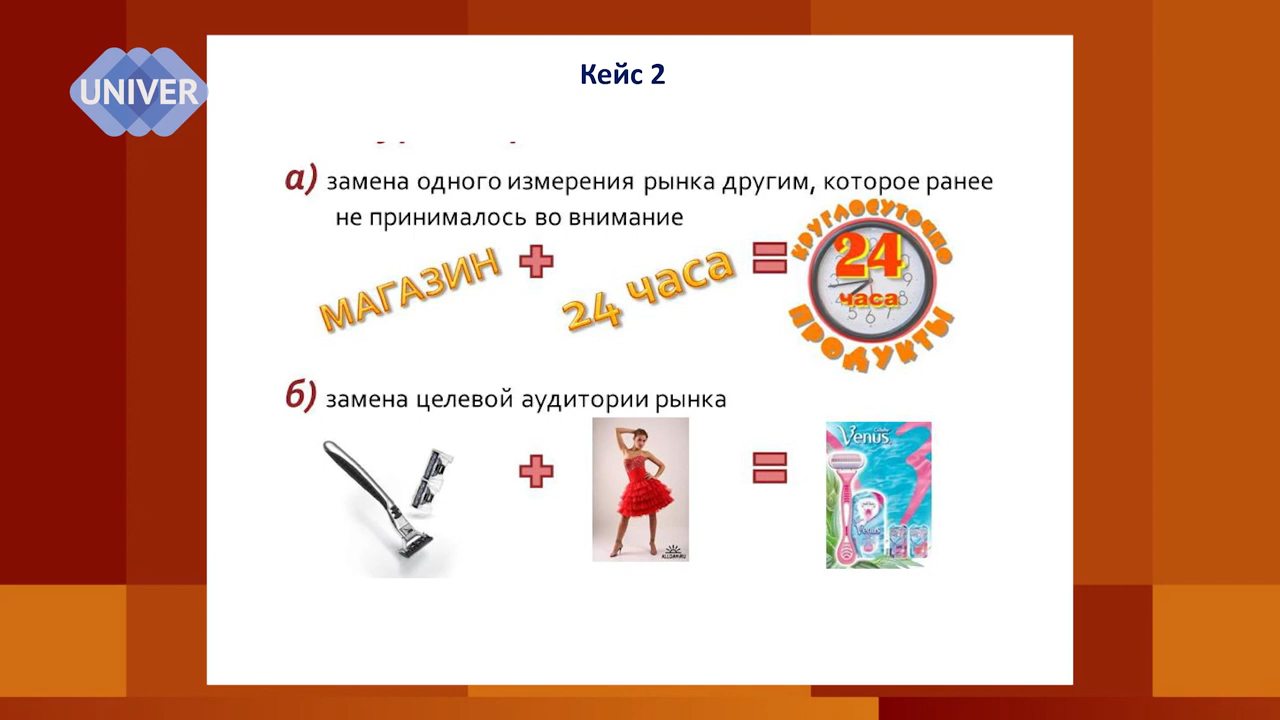 UNIVER
Кейс 2
а) замена одного измерения рынка другим, которое ранее
не принималось во внимание
МАГАЗИН + 24 часа =
КРУГЛОСУТОЧНО
24
часа
ПРОДУКТЫ
б) замена целевой аудитории рынка
+ =
Gillette
Venus